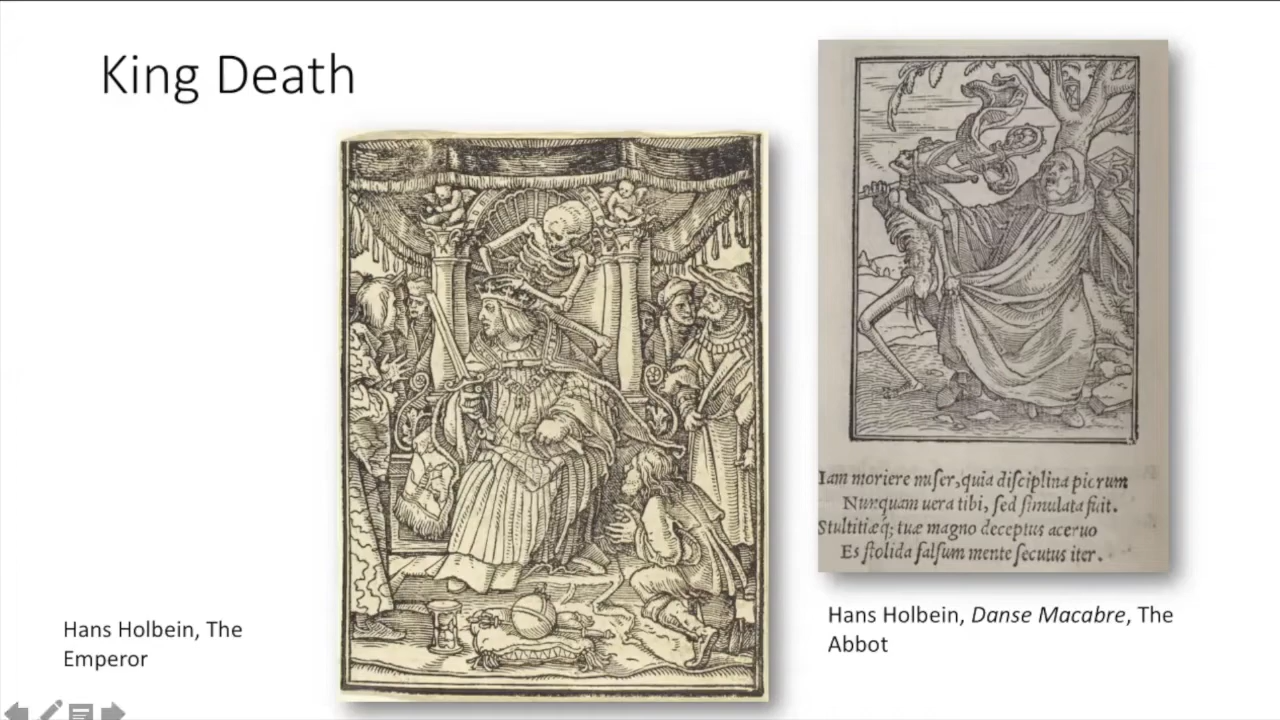 King Death
Iam moriere miſer, quia diſciplina piorum
Nunquam uera tibi, ſed ſimulata fuit.
Stultitiæq; tuæ magno deceptus aceruo
Es ſtolida falſum mente ſecutus iter.
Hans Holbein, The
Emperor
Hans Holbein, Danse Macabre, The
Abbot